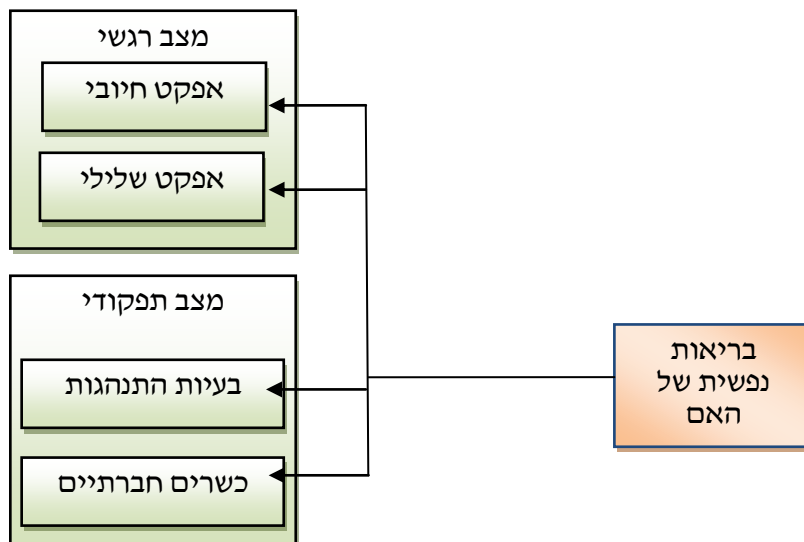 מצב רגשי
אפקט חיובי
אפקט שלילי
מצב תפקודי
בעיות התנהגות
כשרים חברתיים
בריאות
נפשית של
האם